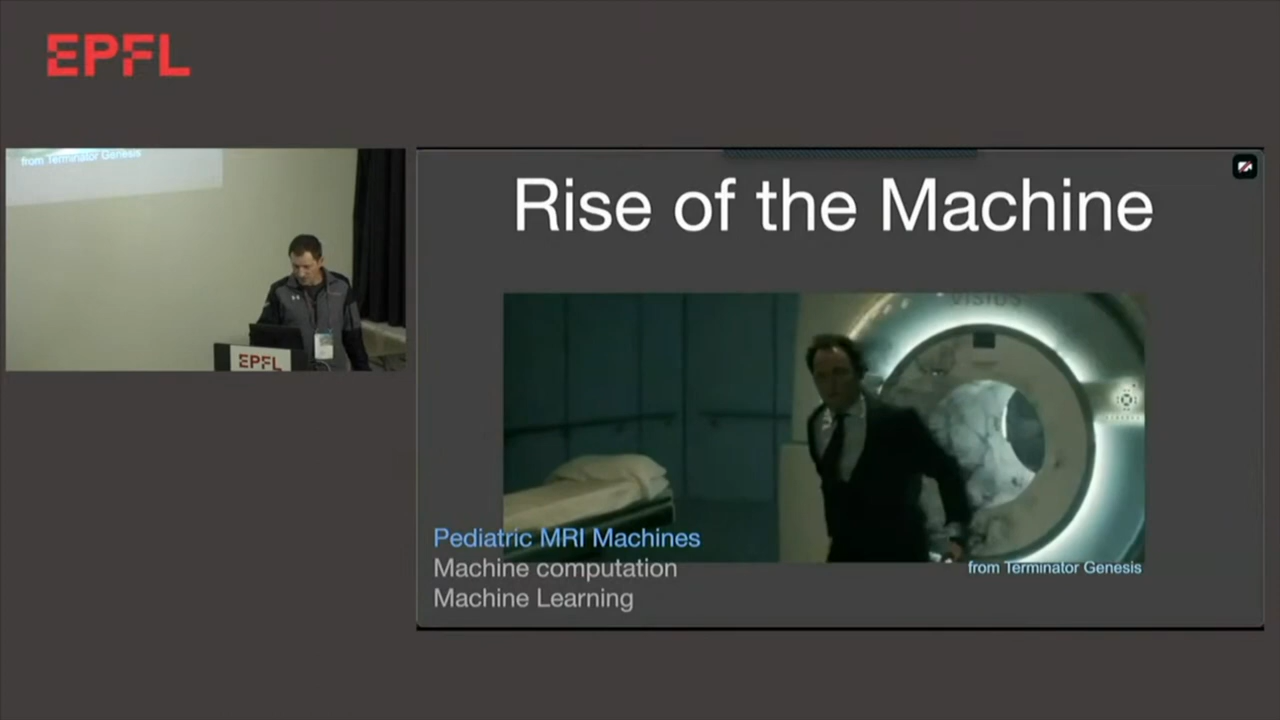 EPFL
from Terminator Genesis
EPFL
Rise of the Machine
VISIUS
Pediatric MRI Machines
Machine computation
Machine Learning
from Terminator Genesis